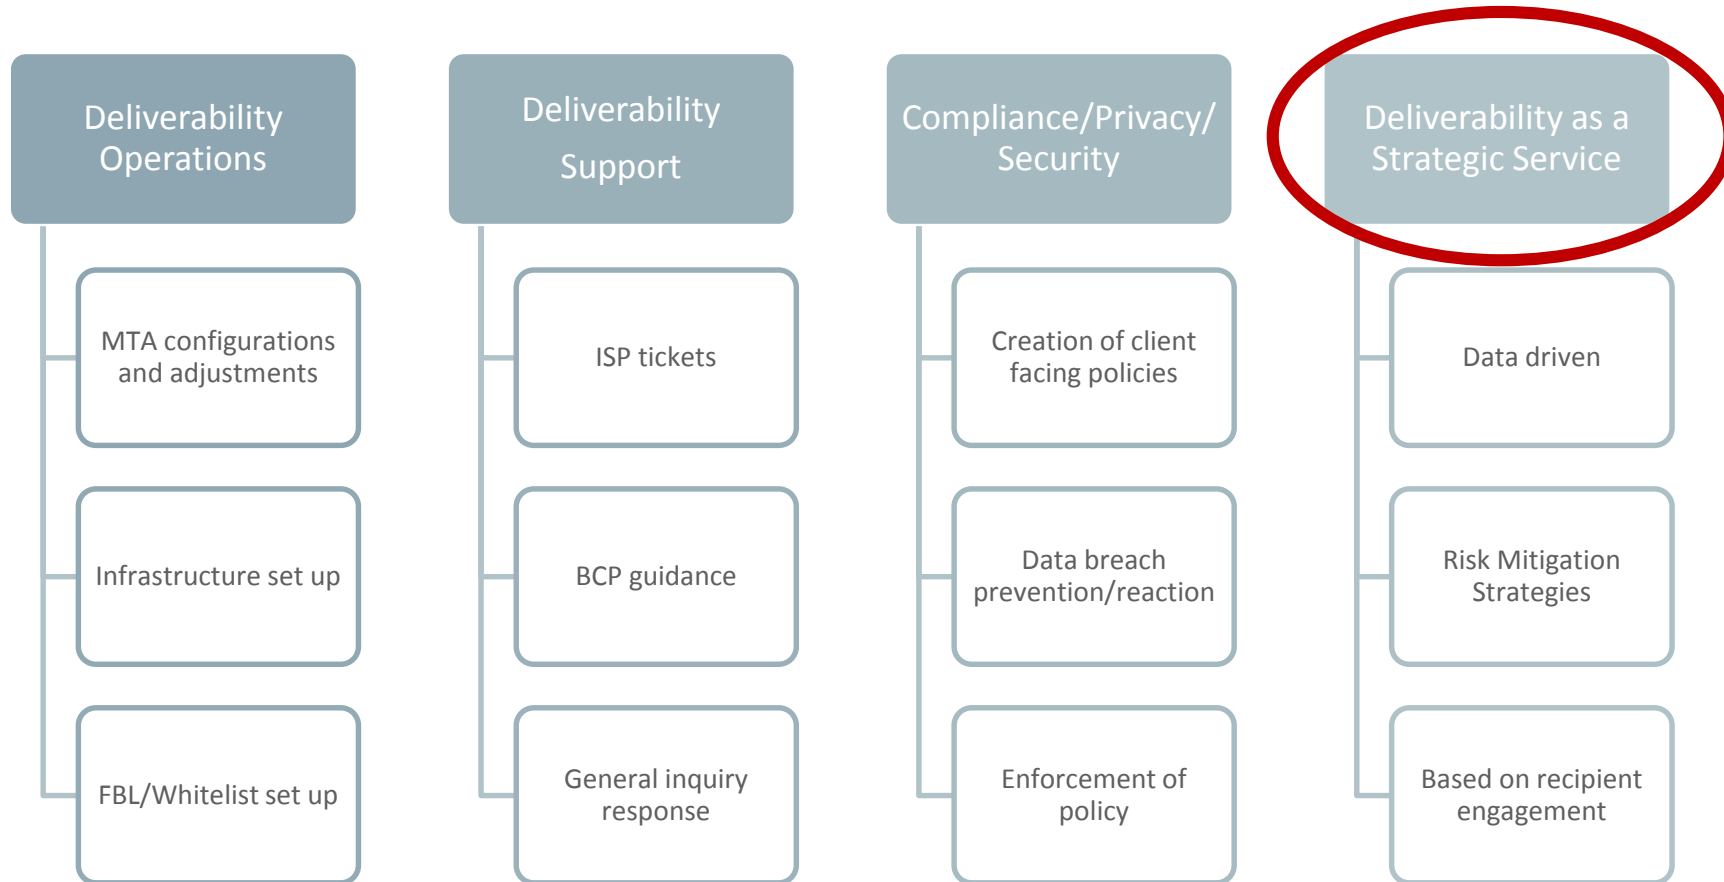 Deliverability
Operations
MTA configurations
and adjustments
Infrastructure set up
FBL/Whitelist set up
Deliverability
Support
ISP tickets
BCP guidance
General inquiry
response
Compliance/Privacy/
Security
Creation of client
facing policies
Data breach
prevention/reaction
Enforcement of
policy
Deliverability as a
Strategic Service
Data driven
Risk Mitigation
Strategies
Based on recipient
engagement